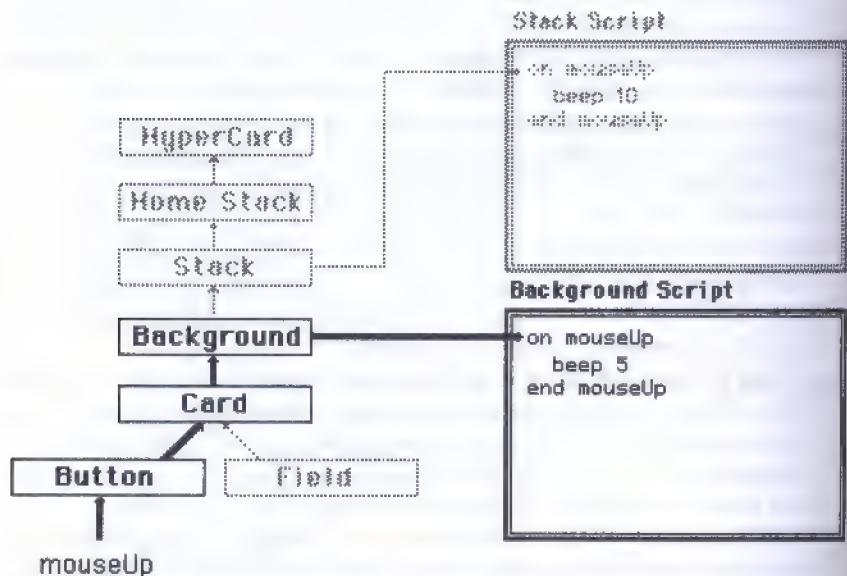 Stack Script
on mouseUp
beep 10
end mouseUp
HyperCard
Home Stack
Stack
Background Script
Background
on mouseUp
beep 5
end mouseUp
Card
Button
Field
mouseUp